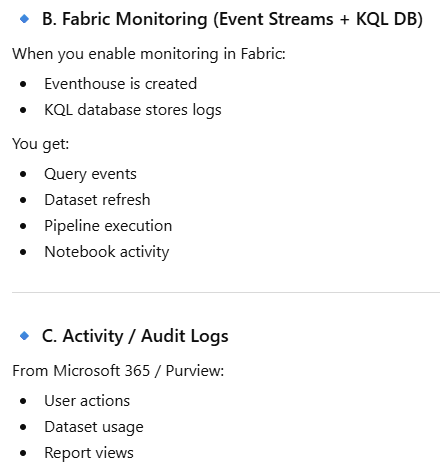 B. Fabric Monitoring (Event Streams + KQL DB)
When you enable monitoring in Fabric:
• Eventhouse is created
• KQL database stores logs
You get:
• Query events
• Dataset refresh
• Pipeline execution
• Notebook activity
C. Activity / Audit Logs
From Microsoft 365 / Purview:
• User actions
• Dataset usage
• Report views